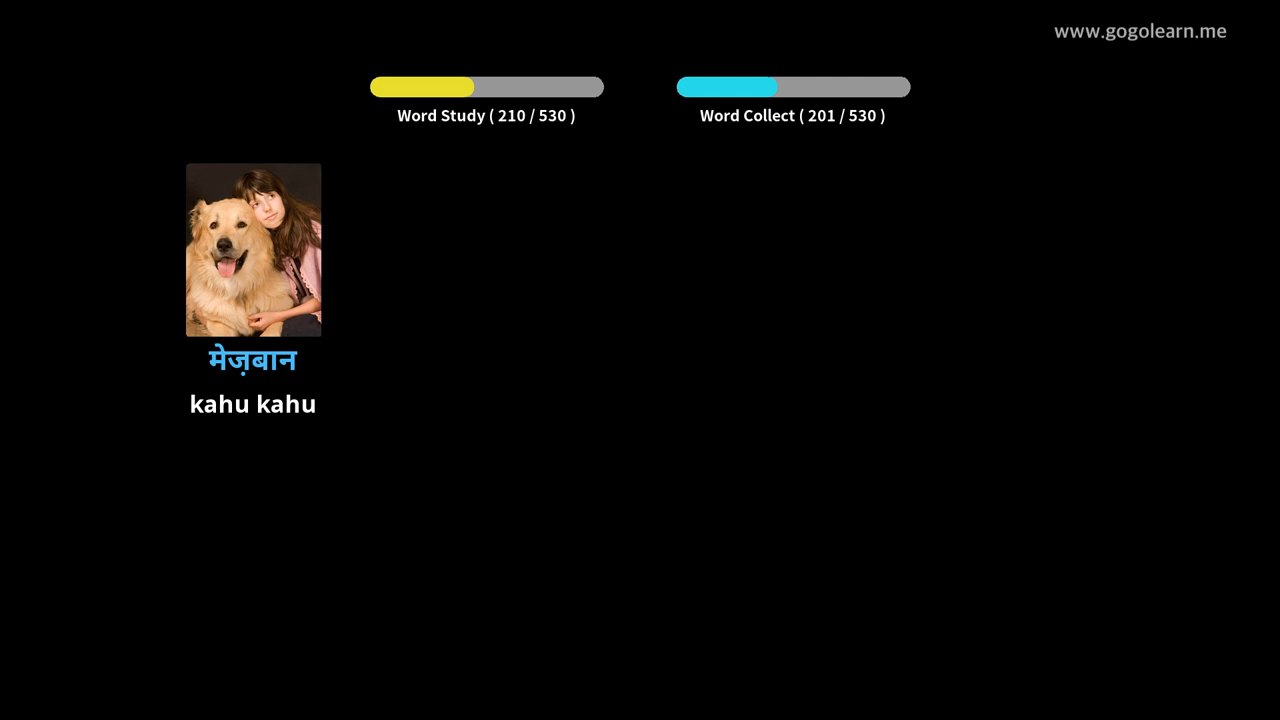 www.gogolearn.me
Word Study ( 210 / 530 )
Word Collect ( 201 / 530 )
मेज़बान
kahu kahu